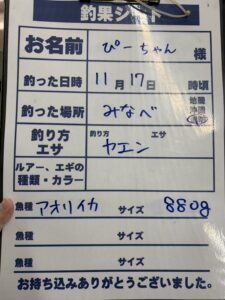 釣果シート
お名前 ぴーちゃん 様
釣った日時 11月17日 時頃
釣った場所 みなべ
釣り方 エサ 釣り方 エサ ヤエン
ルアー、エギの種類・カラー
魚種 アオリイカ サイズ 880g
魚種 サイズ
魚種 サイズ
お持ち込みありがとうございました。